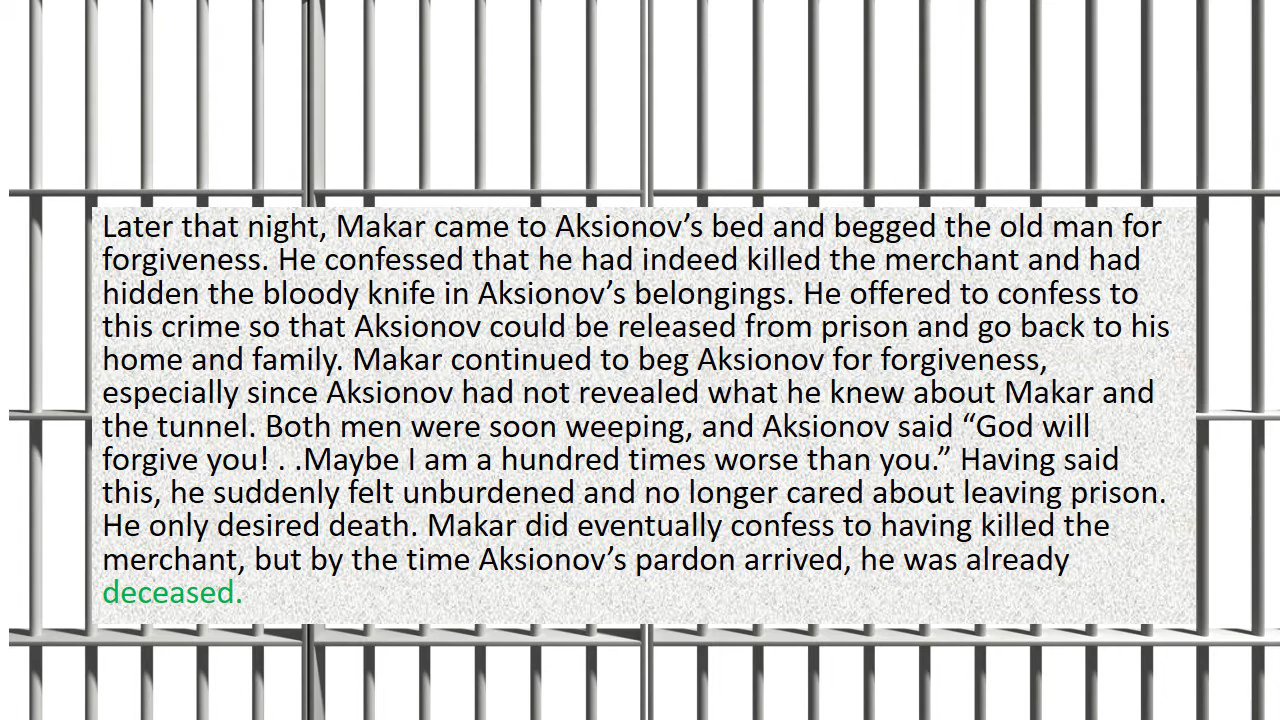 Later that night, Makar came to Aksionov’s bed and begged the old man for
forgiveness. He confessed that he had indeed killed the merchant and had
hidden the bloody knife in Aksionov’s belongings. He offered to confess to
this crime so that Aksionov could be released from prison and go back to his
home and family. Makar continued to beg Aksionov for forgiveness,
especially since Aksionov had not revealed what he knew about Makar and
the tunnel. Both men were soon weeping, and Aksionov said “God will
forgive you! . .Maybe I am a hundred times worse than you.” Having said
this, he suddenly felt unburdened and no longer cared about leaving prison.
He only desired death. Makar did eventually confess to having killed the
merchant, but by the time Aksionov’s pardon arrived, he was already
deceased.